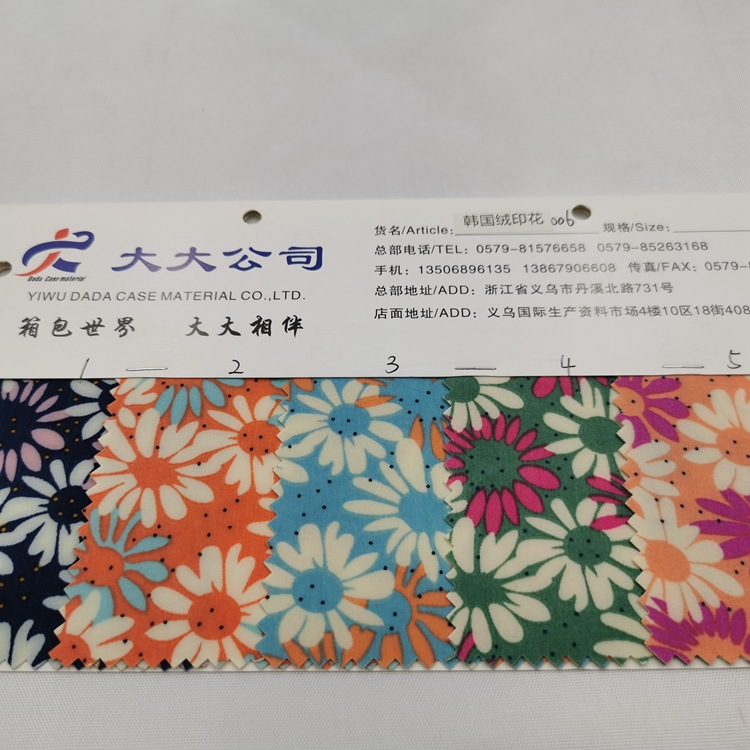 Dada Case material
大大公司
YIWU DADA CASE MATERIAL CO.,LTD.
箱包世界 大大相伴
货名/Article: 韩国绒印花 006 规格/Size:
总部电话/TEL: 0579-81576658 0579-85263168
手机: 13506896135 13867906608 传真/FAX: 0579-8
总部地址/ADD: 浙江省义乌市丹溪北路731号
店面地址/ADD: 义乌国际生产资料市场4楼10区18街408
1 2 3 4 5